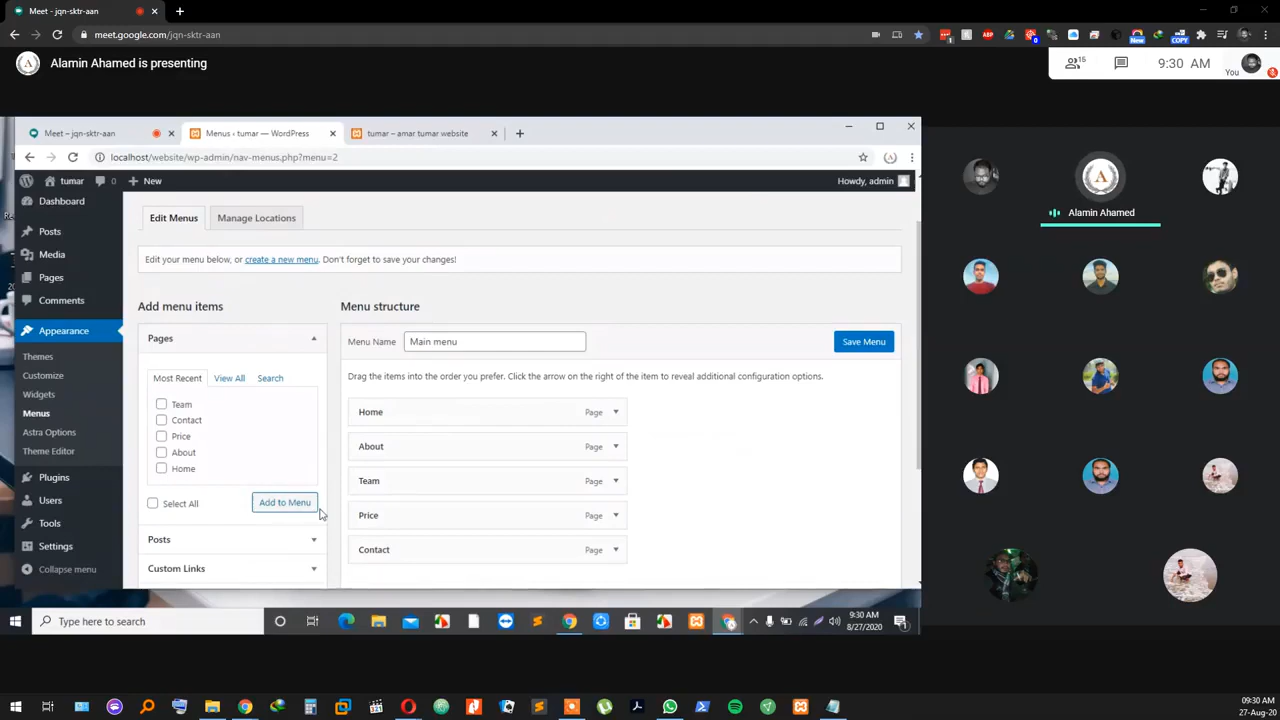 Meet - jqn-sktr-aan
meet.google.com/jqn-sktr-aan
New
COPY
Alamin Ahamed is presenting
15
9:30 AM
You
Meet – jqn-sktr-aan
Menus ‹ tumar — WordPress
tumar – amar tumar website
localhost/website/wp-admin/nav-menus.php?menu=2
tumar
0
New
Howdy, admin
Dashboard
Posts
Media
Pages
Comments
Appearance
Themes
Customize
Widgets
Menus
Astra Options
Theme Editor
Plugins
Users
Tools
Settings
Collapse menu
Edit Menus
Manage Locations
Edit your menu below, or create a new menu. Don't forget to save your changes!
Add menu items
Pages
Most Recent
View All
Search
Team
Contact
Price
About
Home
Select All
Add to Menu
Posts
Custom Links
Menu structure
Menu Name
Main menu
Save Menu
Drag the items into the order you prefer. Click the arrow on the right of the item to reveal additional configuration options.
Home Page
About Page
Team Page
Price Page
Contact Page
Alamin Ahamed
Type here to search
9:30 AM
8/27/2020
09:30 AM
27-Aug-20